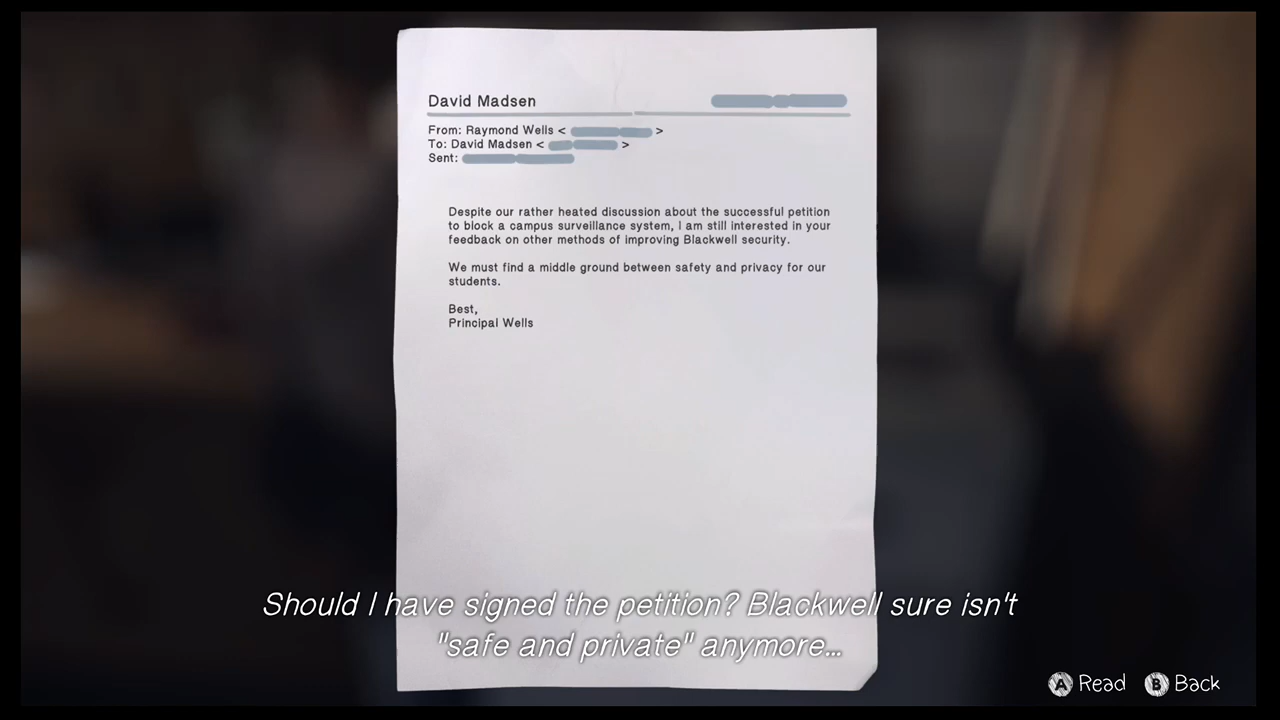 David Madsen
From: Raymond Wells < >
To: David Madsen < >
Sent:
Despite our rather heated discussion about the successful petition
to block a campus surveillance system, I am still interested in your
feedback on other methods of improving Blackwell security.
We must find a middle ground between safety and privacy for our
students.
Best,
Principal Wells
Should I have signed the petition? Blackwell sure isn't
"safe and private" anymore...
A Read B Back